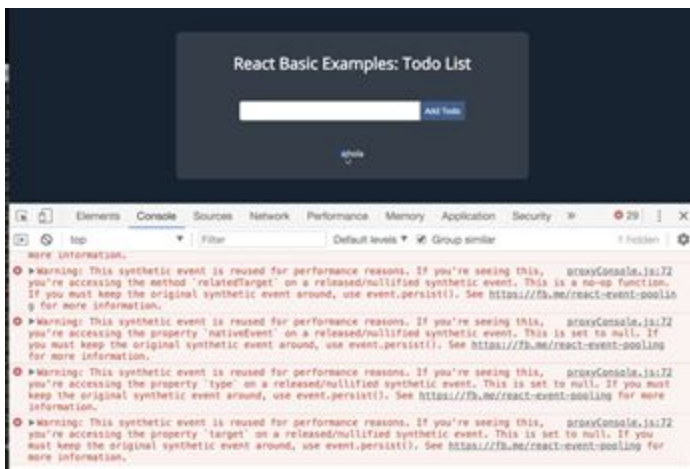 React Basic Examples: Todo List
Add Todo
Elements Console Sources Network Performance Memory Application Security » 29
top Filter Default levels Group similar 1 hidden
more information.
Warning: This synthetic event is reused for performance reasons. If you're seeing this, proxyConsole.js:72
you're accessing the method `relatedTarget` on a released/nullified synthetic event. This is a no-op function.
If you must keep the original synthetic event around, use event.persist(). See https://fb.me/react-event-poolin
g for more information.
Warning: This synthetic event is reused for performance reasons. If you're seeing this, proxyConsole.js:72
you're accessing the property `nativeEvent` on a released/nullified synthetic event. This is set to null. If
you must keep the original synthetic event around, use event.persist(). See https://fb.me/react-event-pooling
for more information.
Warning: This synthetic event is reused for performance reasons. If you're seeing this, proxyConsole.js:72
you're accessing the property `type` on a released/nullified synthetic event. This is set to null. If you must
keep the original synthetic event around, use event.persist(). See https://fb.me/react-event-pooling for more
information.
Warning: This synthetic event is reused for performance reasons. If you're seeing this, proxyConsole.js:72
you're accessing the property `target` on a released/nullified synthetic event. This is set to null. If you
must keep the original synthetic event around, use event.persist(). See https://fb.me/react-event-pooling for
more information.